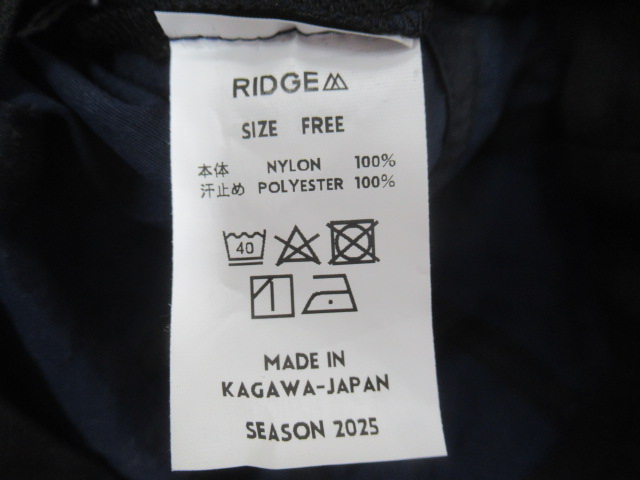 RIDGE
SIZE FREE
本体 NYLON 100%
汗止め POLYESTER 100%
40
MADE IN
KAGAWA-JAPAN
SEASON 2025